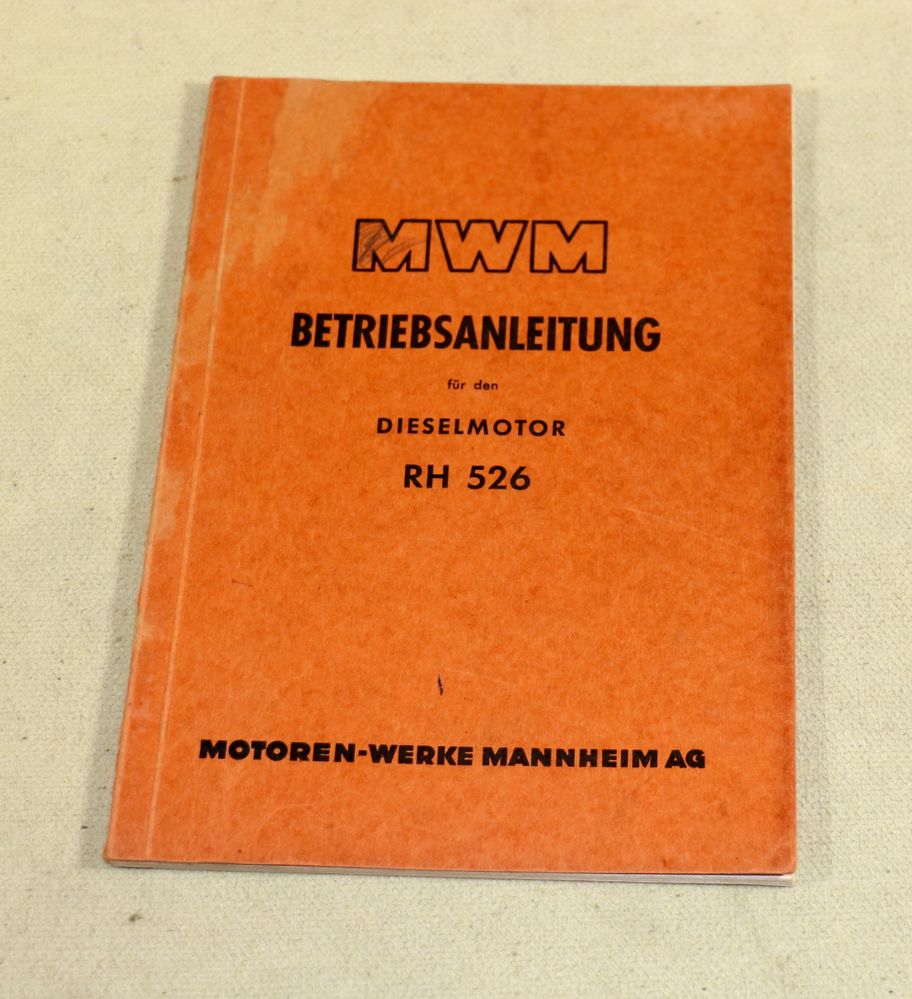 MWM
BETRIEBSANLEITUNG
für den
DIESELMOTOR
RH 526
MOTOREN-WERKE MANNHEIM AG